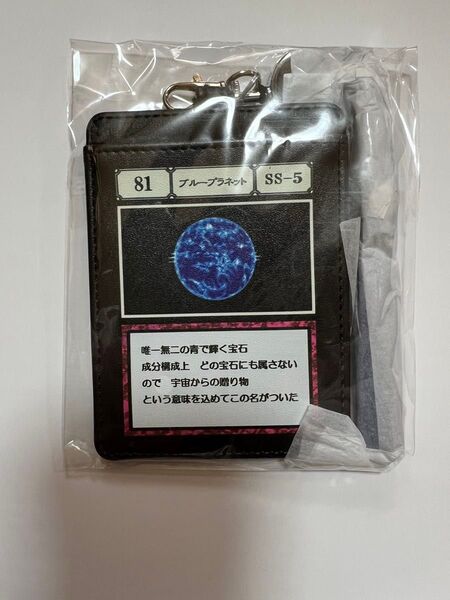 81 ブループラネット SS-5
唯一無二の青で輝く宝石
成分構成上 どの宝石にも属さない
ので 宇宙からの贈り物
という意味を込めてこの名がついた